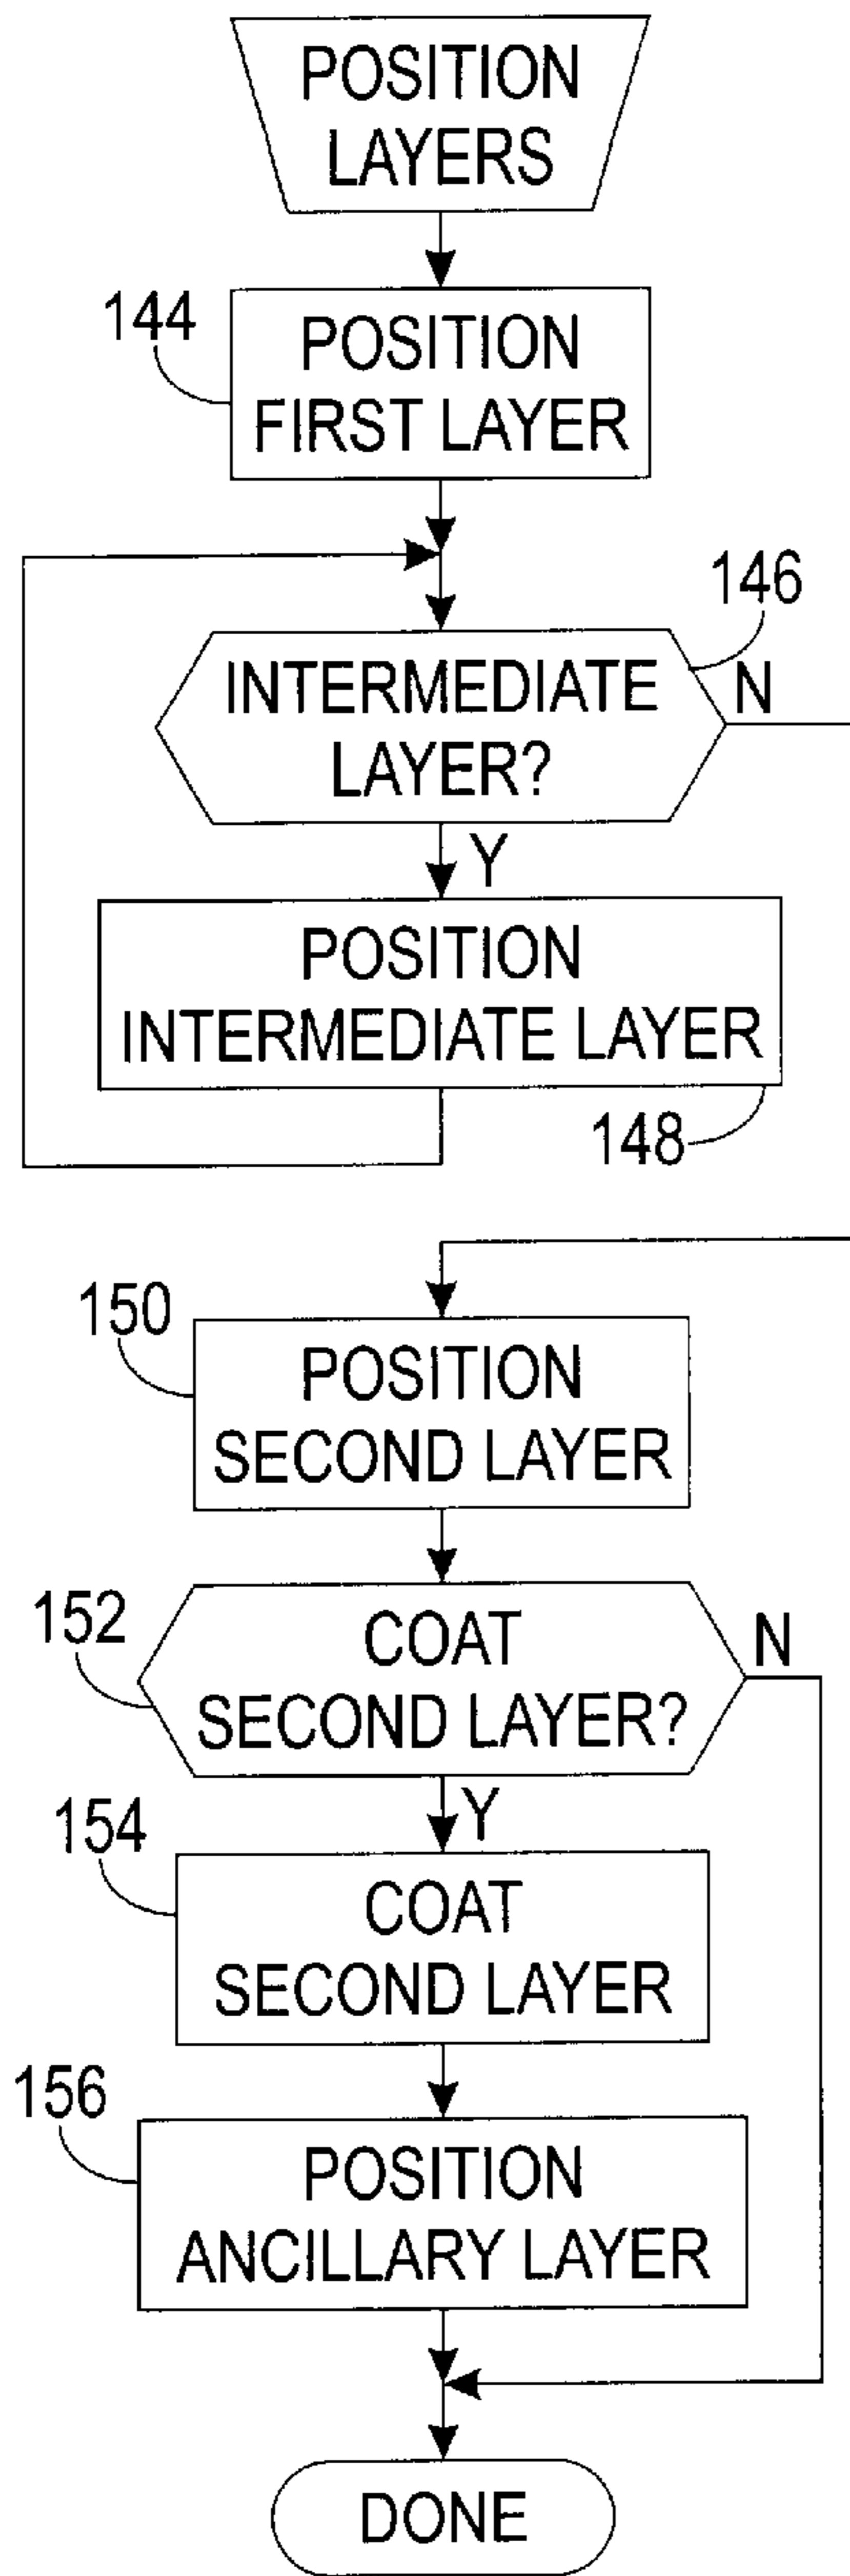 POSITION
LAYERS
144
POSITION
FIRST LAYER
146
INTERMEDIATE
LAYER?
N
Y
POSITION
INTERMEDIATE LAYER
148
150
POSITION
SECOND LAYER
152
COAT
SECOND LAYER?
N
Y
154
COAT
SECOND LAYER
156
POSITION
ANCILLARY LAYER
DONE